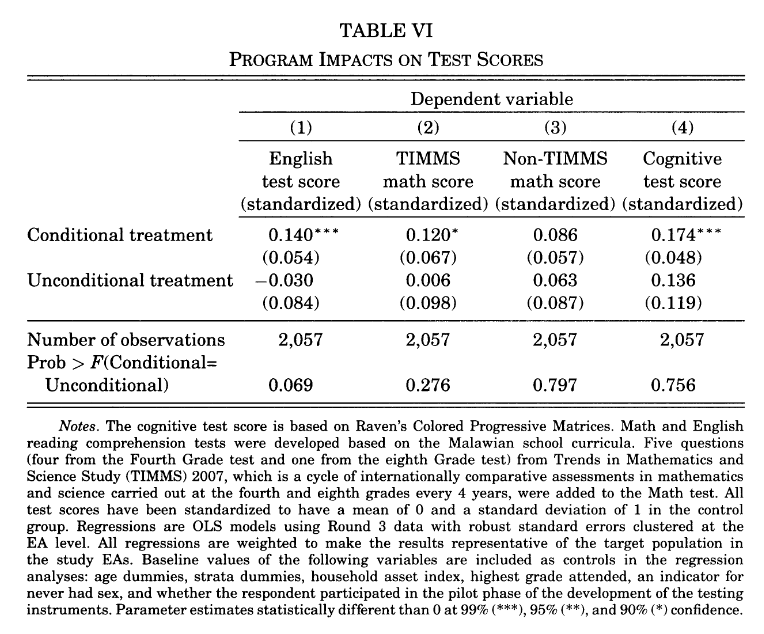 TABLE VI
PROGRAM IMPACTS ON TEST SCORES
Dependent variable
(1) (2) (3) (4)
English TIMMS Non-TIMMS Cognitive
test score math score math score test score
(standardized) (standardized) (standardized) (standardized)
Conditional treatment 0.140*** 0.120* 0.086 0.174***
(0.054) (0.067) (0.057) (0.048)
Unconditional treatment −0.030 0.006 0.063 0.136
(0.084) (0.098) (0.087) (0.119)
Number of observations 2,057 2,057 2,057 2,057
Prob > F(Conditional=
Unconditional) 0.069 0.276 0.797 0.756
Notes. The cognitive test score is based on Raven's Colored Progressive Matrices. Math and English
reading comprehension tests were developed based on the Malawian school curricula. Five questions
(four from the Fourth Grade test and one from the eighth Grade test) from Trends in Mathematics and
Science Study (TIMMS) 2007, which is a cycle of internationally comparative assessments in mathematics
and science carried out at the fourth and eighth grades every 4 years, were added to the Math test. All
test scores have been standardized to have a mean of 0 and a standard deviation of 1 in the control
group. Regressions are OLS models using Round 3 data with robust standard errors clustered at the
EA level. All regressions are weighted to make the results representative of the target population in
the study EAs. Baseline values of the following variables are included as controls in the regression
analyses: age dummies, strata dummies, household asset index, highest grade attended, an indicator for
never had sex, and whether the respondent participated in the pilot phase of the development of the testing
instruments. Parameter estimates statistically different than 0 at 99% (***), 95% (**), and 90% (*) confidence.